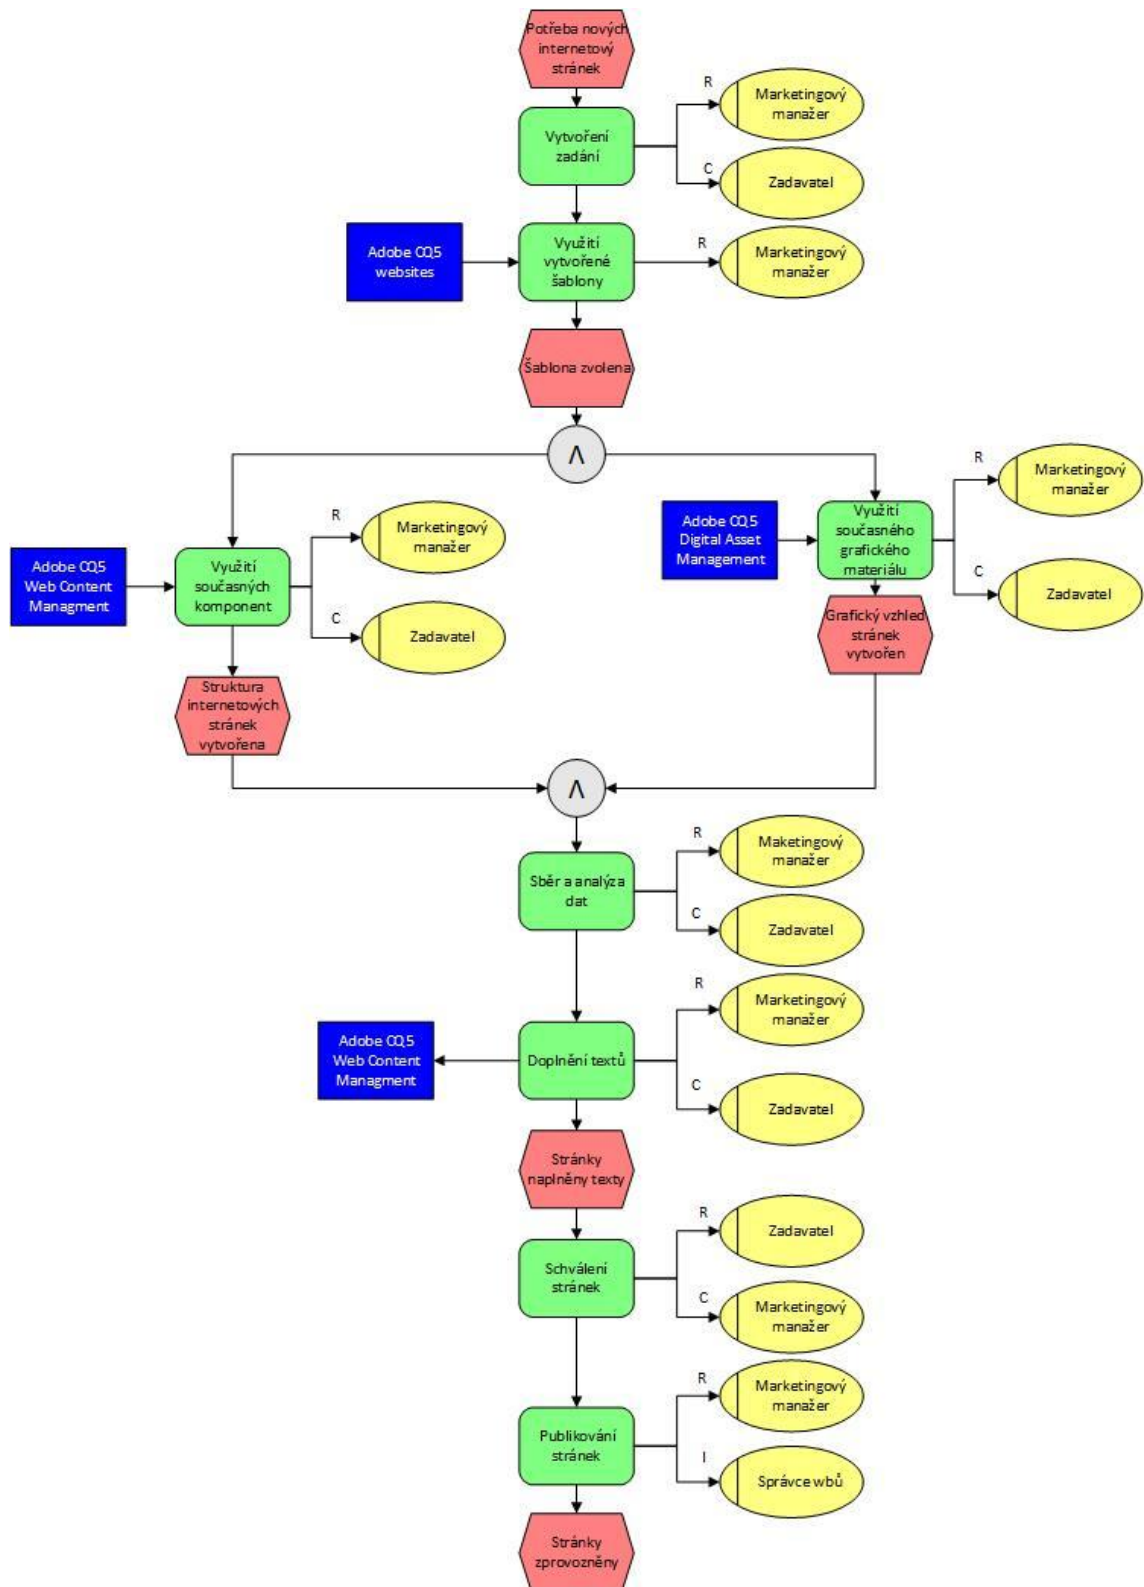 Potřeba nových
internetový
stránek
R
Marketingový
manažer
Vytvoření
zadání
C
Zadavatel
Adobe CQ5
websites
Využití
vytvořené
šablony
R
Marketingový
manažer
Šablona zvolena
Λ
R
Marketingový
manažer
Adobe CQ5
Web Content
Managment
Využití
současných
komponent
C
Zadavatel
Struktura
internetových
stránek
vytvořena
R
Marketingový
manažer
Adobe CQ5
Digital Asset
Management
Využití
současného
grafického
materiálu
C
Zadavatel
Grafický vzhled
stránek
vytvořen
Λ
R
Maketingový
manažer
Sběr a analýza
dat
C
Zadavatel
R
Marketingový
manažer
Adobe CQ5
Web Content
Managment
Doplnění textů
C
Zadavatel
Stránky
naplněny texty
R
Zadavatel
Schválení
stránek
C
Marketingový
manažer
R
Marketingový
manažer
Publikování
stránek
I
Správce wbů
Stránky
zprovozněny